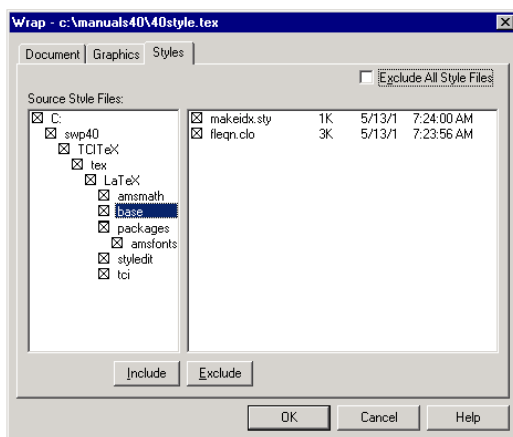 Wrap - c:\manuals40\40style.tex
Document Graphics Styles
Exclude All Style Files
Source Style Files:
C:
swp40
TCITeX
tex
LaTeX
amsmath
base
packages
amsfonts
styledit
tci
makeidx.sty 1K 5/13/1 7:24:00 AM
fleqn.clo 3K 5/13/1 7:23:56 AM
Include Exclude
OK Cancel Help